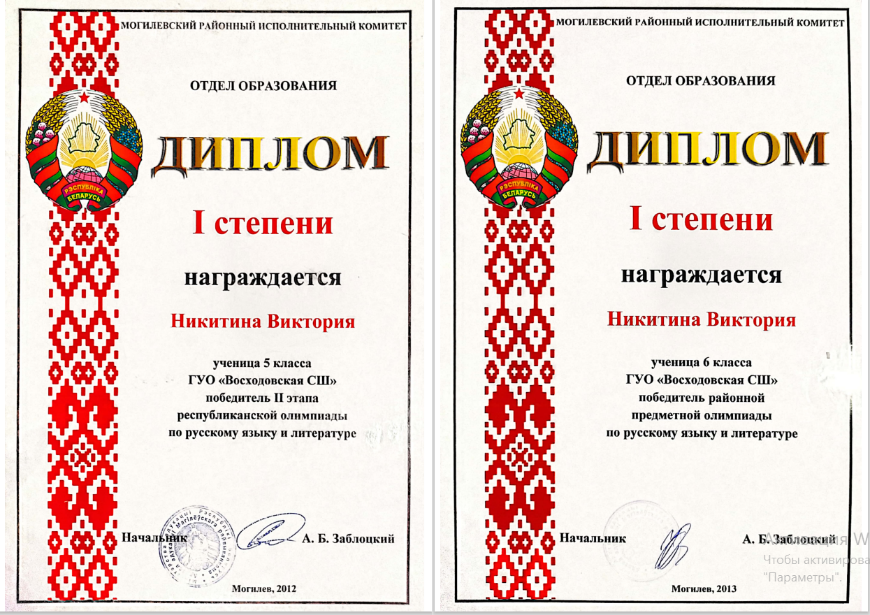 МОГИЛЕВСКИЙ РАЙОННЫЙ ИСПОЛНИТЕЛЬНЫЙ КОМИТЕТ
ОТДЕЛ ОБРАЗОВАНИЯ
РЭСПУБЛІКА
БЕЛАРУСЬ
ДИПЛОМ
I степени
награждается
Никитина Виктория
ученица 5 класса
ГУО «Восходовская СШ»
победитель II этапа
республиканской олимпиады
по русскому языку и литературе
Начальник А. Б. Заблоцкий
Могилев, 2012
МОГИЛЕВСКИЙ РАЙОННЫЙ ИСПОЛНИТЕЛЬНЫЙ КОМИТЕТ
ОТДЕЛ ОБРАЗОВАНИЯ
РЭСПУБЛІКА
БЕЛАРУСЬ
ДИПЛОМ
I степени
награждается
Никитина Виктория
ученица 6 класса
ГУО «Восходовская СШ»
победитель районной
предметной олимпиады
по русскому языку и литературе
Начальник А. Б. Заблоцкий
Чтобы активирова
"Параметры".
Могилев, 2013